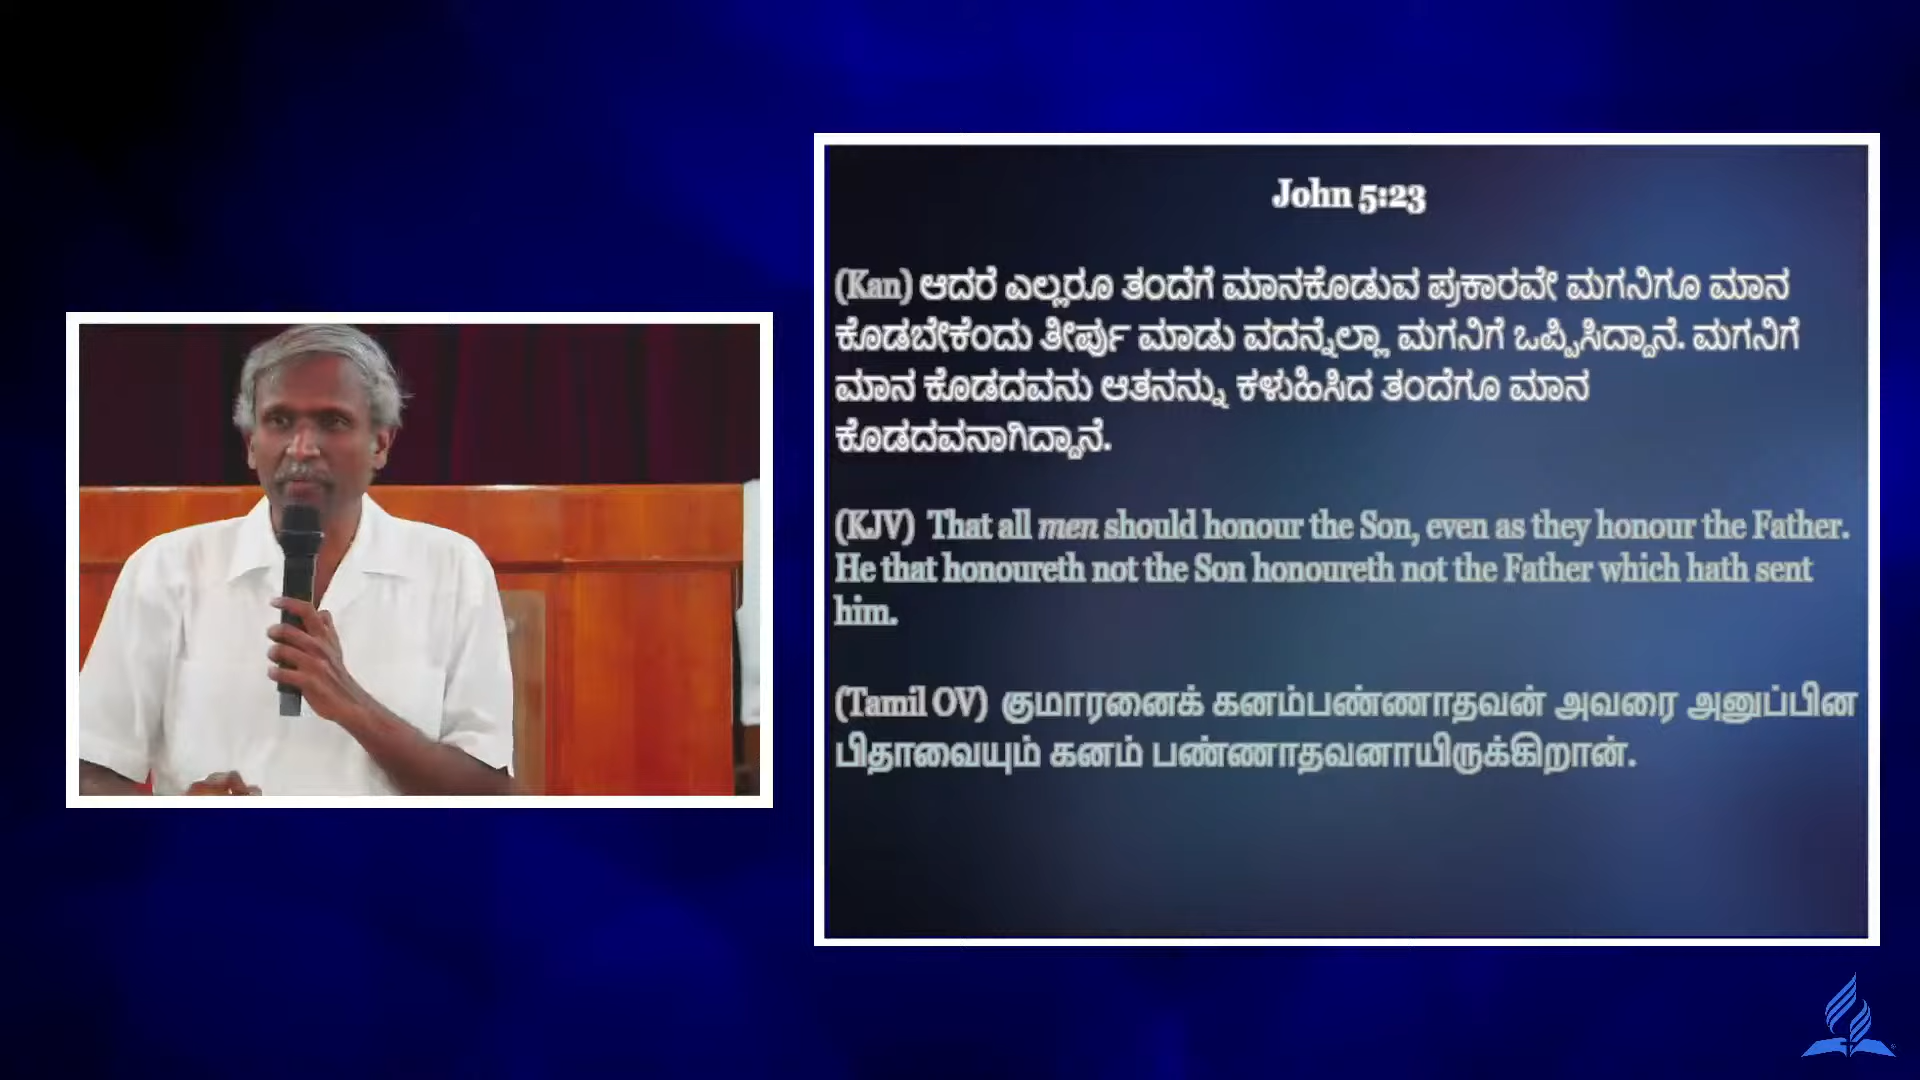 John 5:23
(Kan) ಆದರೆ ಎಲ್ಲರೂ ತಂದೆಗೆ ಮಾನಕೊಡುವ ಪ್ರಕಾರವೇ ಮಗನಿಗೂ ಮಾನ
ಕೊಡಬೇಕೆಂದು ತೀರ್ಪು ಮಾಡು ವದನ್ನೆಲ್ಲಾ ಮಗನಿಗೆ ಒಪ್ಪಿಸಿದ್ದಾನೆ. ಮಗನಿಗೆ
ಮಾನ ಕೊಡದವನು ಆತನನ್ನು ಕಳುಹಿಸಿದ ತಂದೆಗೂ ಮಾನ
ಕೊಡದವನಾಗಿದ್ದಾನೆ.
(KJV) That all men should honour the Son, even as they honour the Father.
He that honoureth not the Son honoureth not the Father which hath sent
him.
(Tamil OV) குமாரனைக் கனம்பண்ணாதவன் அவரை அனுப்பின
பிதாவையும் கனம் பண்ணாதவனாயிருக்கிறான்.